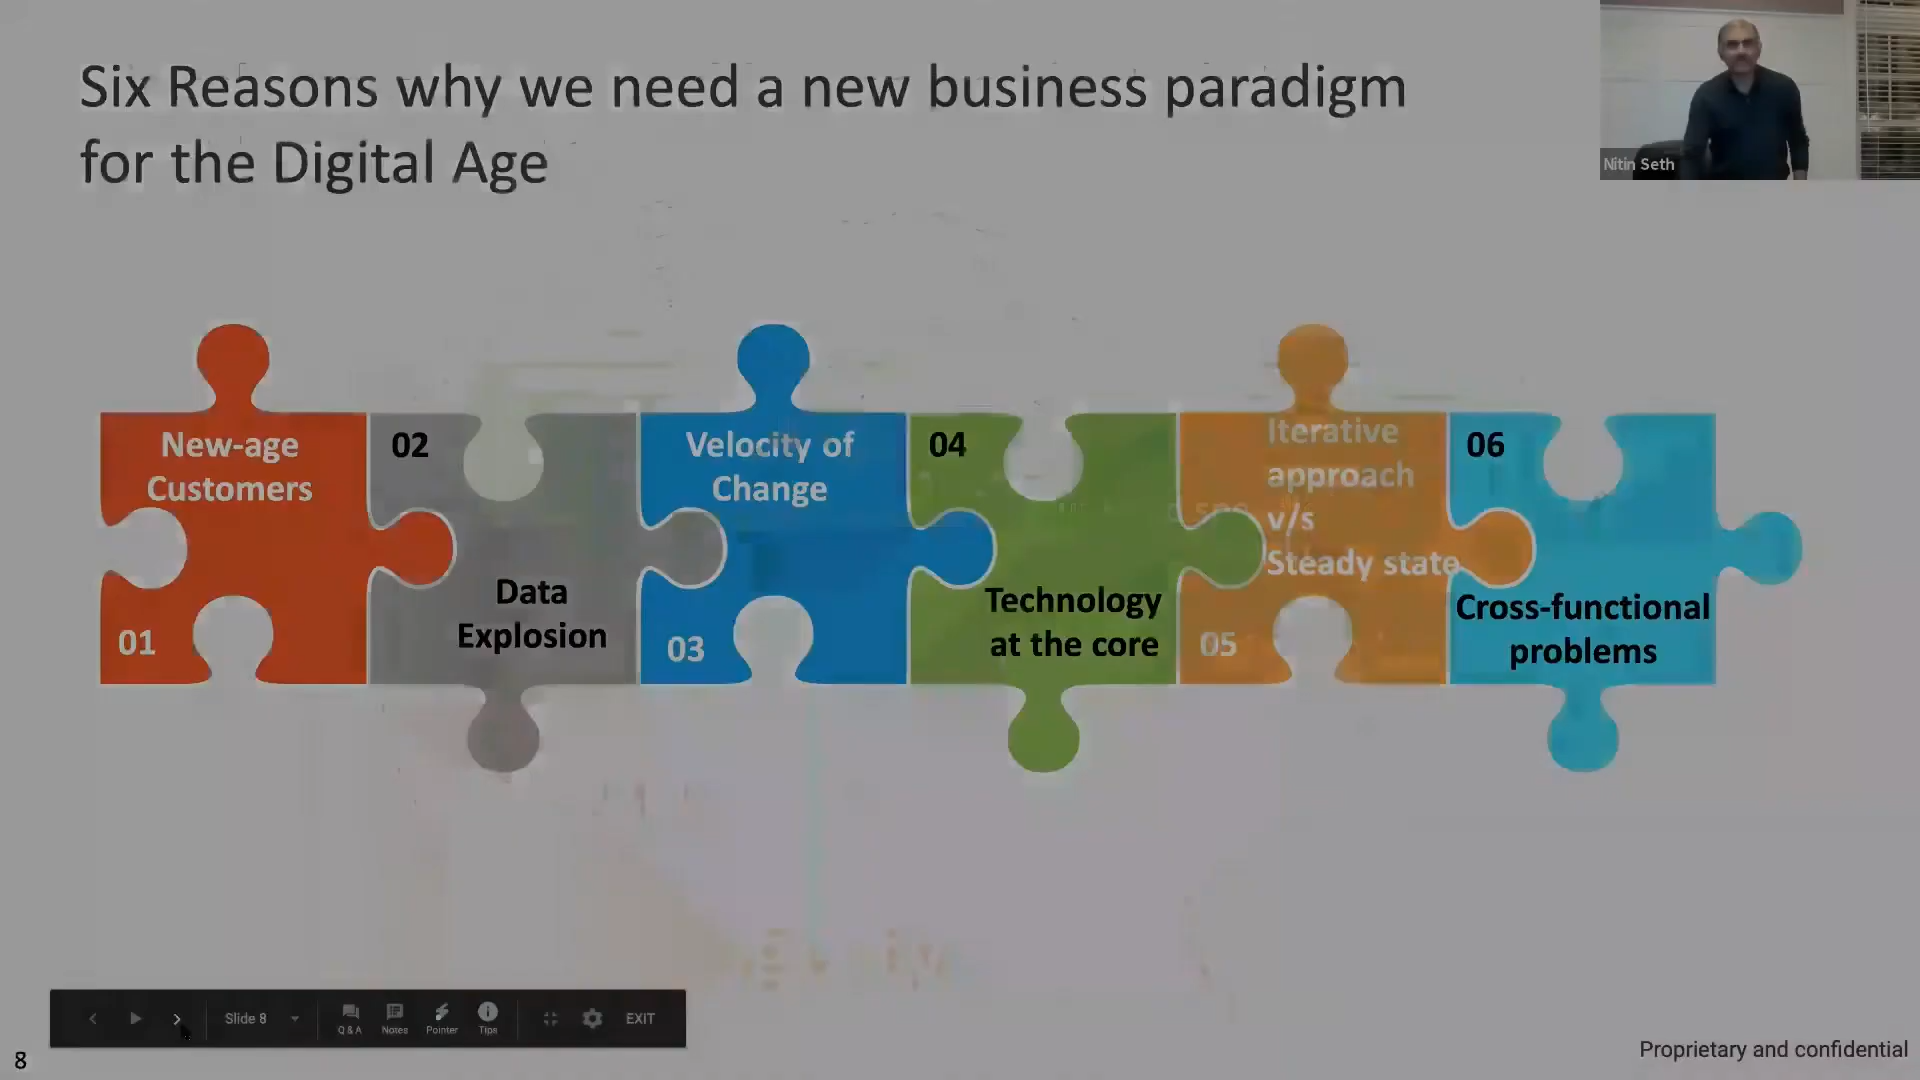 Six Reasons why we need a new business paradigm
for the Digital Age
Nitin Seth
New-age
Customers
01
02
Data
Explosion
Velocity of
Change
03
04
Technology
at the core
Iterative
approach
v/s
Steady state
05
06
Cross-functional
problems
Slide 8
Q & A
Notes
Pointer
Tips
EXIT
8
Proprietary and confidential